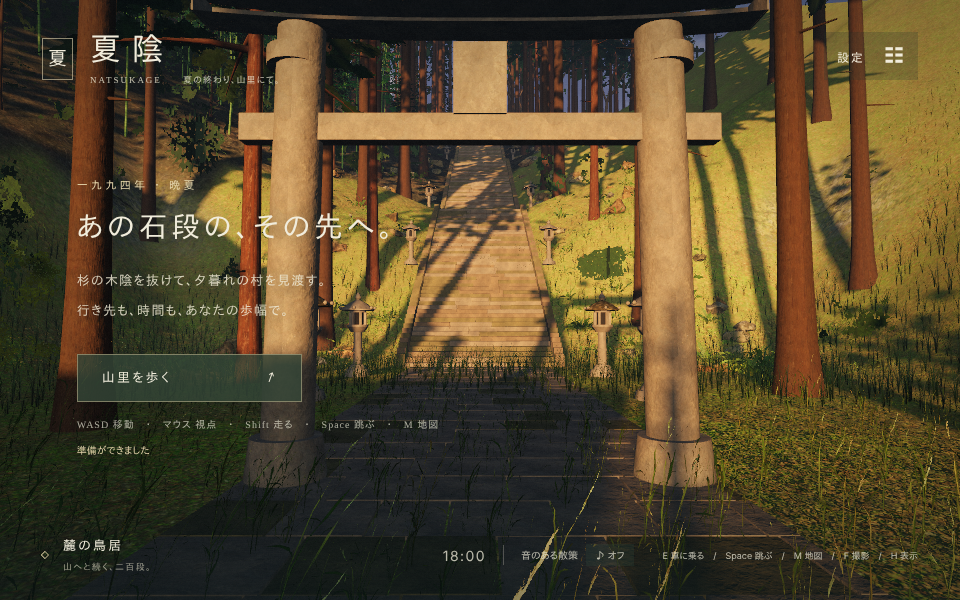 夏
夏陰
NATSUKAGE 夏の終わり、山里にて。
設定
一九九四年 · 晩夏
あの石段の、その先へ。
杉の木陰を抜けて、夕暮れの村を見渡す。
行き先も、時間も、あなたの歩幅で。
山里を歩く ↗
WASD 移動 · マウス 視点 · Shift 走る · Space 跳ぶ · M 地図
準備ができました
◇ 麓の鳥居
山へと続く、二百段。
18:00 音のある散策 ♪ オフ E 車に乗る / Space 跳ぶ / M 地図 / F 撮影 / H 表示